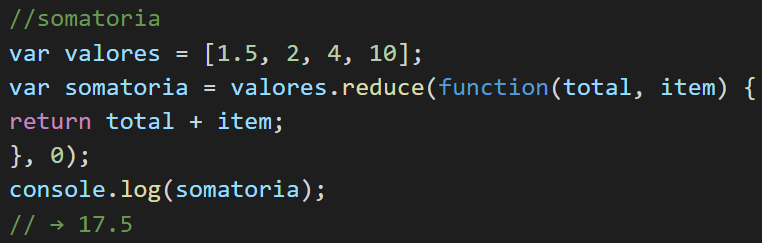 //somatoria
var valores = [1.5, 2, 4, 10];
var somatoria = valores.reduce(function(total, item) {
return total + item;
}, 0);
console.log(somatoria);
// → 17.5